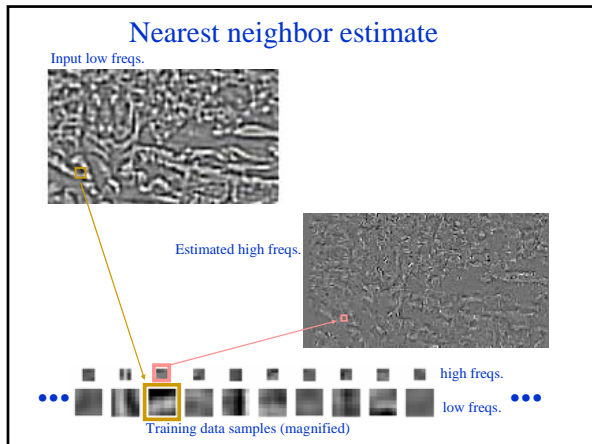 Nearest neighbor estimate
Input low freqs.
Estimated high freqs.
high freqs.
••• low freqs. •••
Training data samples (magnified)